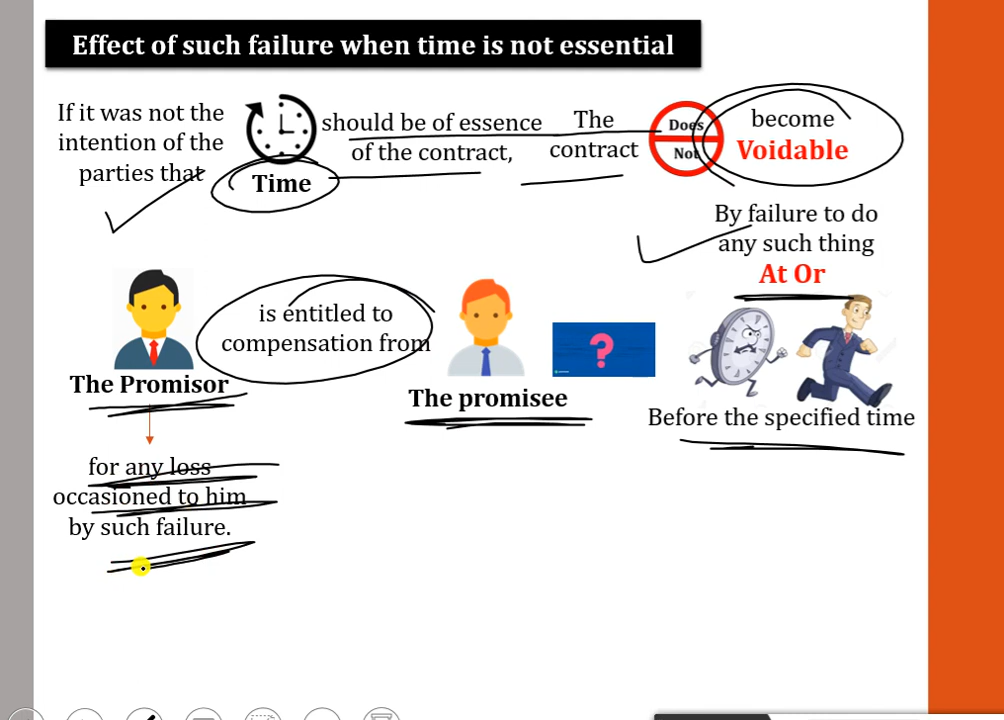 Effect of such failure when time is not essential
If it was not the
intention of the
parties that
Time
should be of essence
of the contract,
The
contract
Does
Not
become
Voidable
By failure to do
any such thing
At Or
Before the specified time
The Promisor
is entitled to
compensation from
The promisee
?
for any loss
occasioned to him
by such failure.